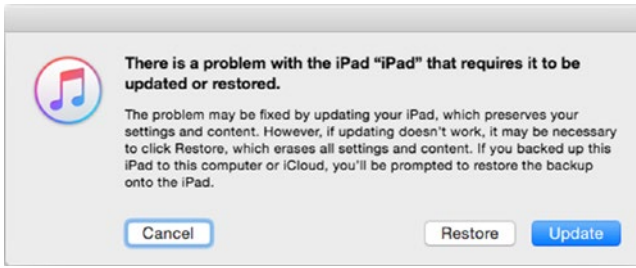 There is a problem with the iPad “iPad” that requires it to be
updated or restored.
The problem may be fixed by updating your iPad, which preserves your
settings and content. However, if updating doesn't work, it may be necessary
to click Restore, which erases all settings and content. If you backed up this
iPad to this computer or iCloud, you'll be prompted to restore the backup
onto the iPad.
Cancel
Restore
Update